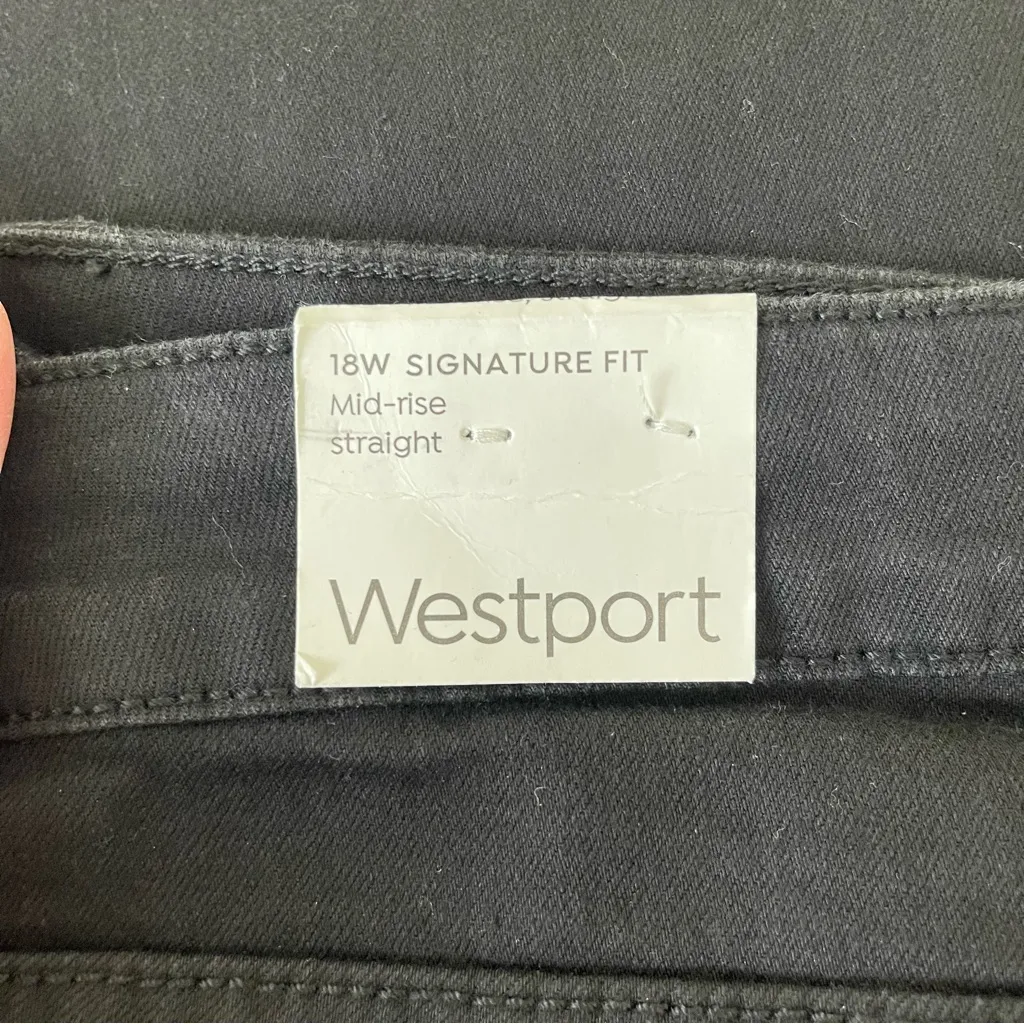 18W SIGNATURE FIT
Mid-rise
straight
Westport